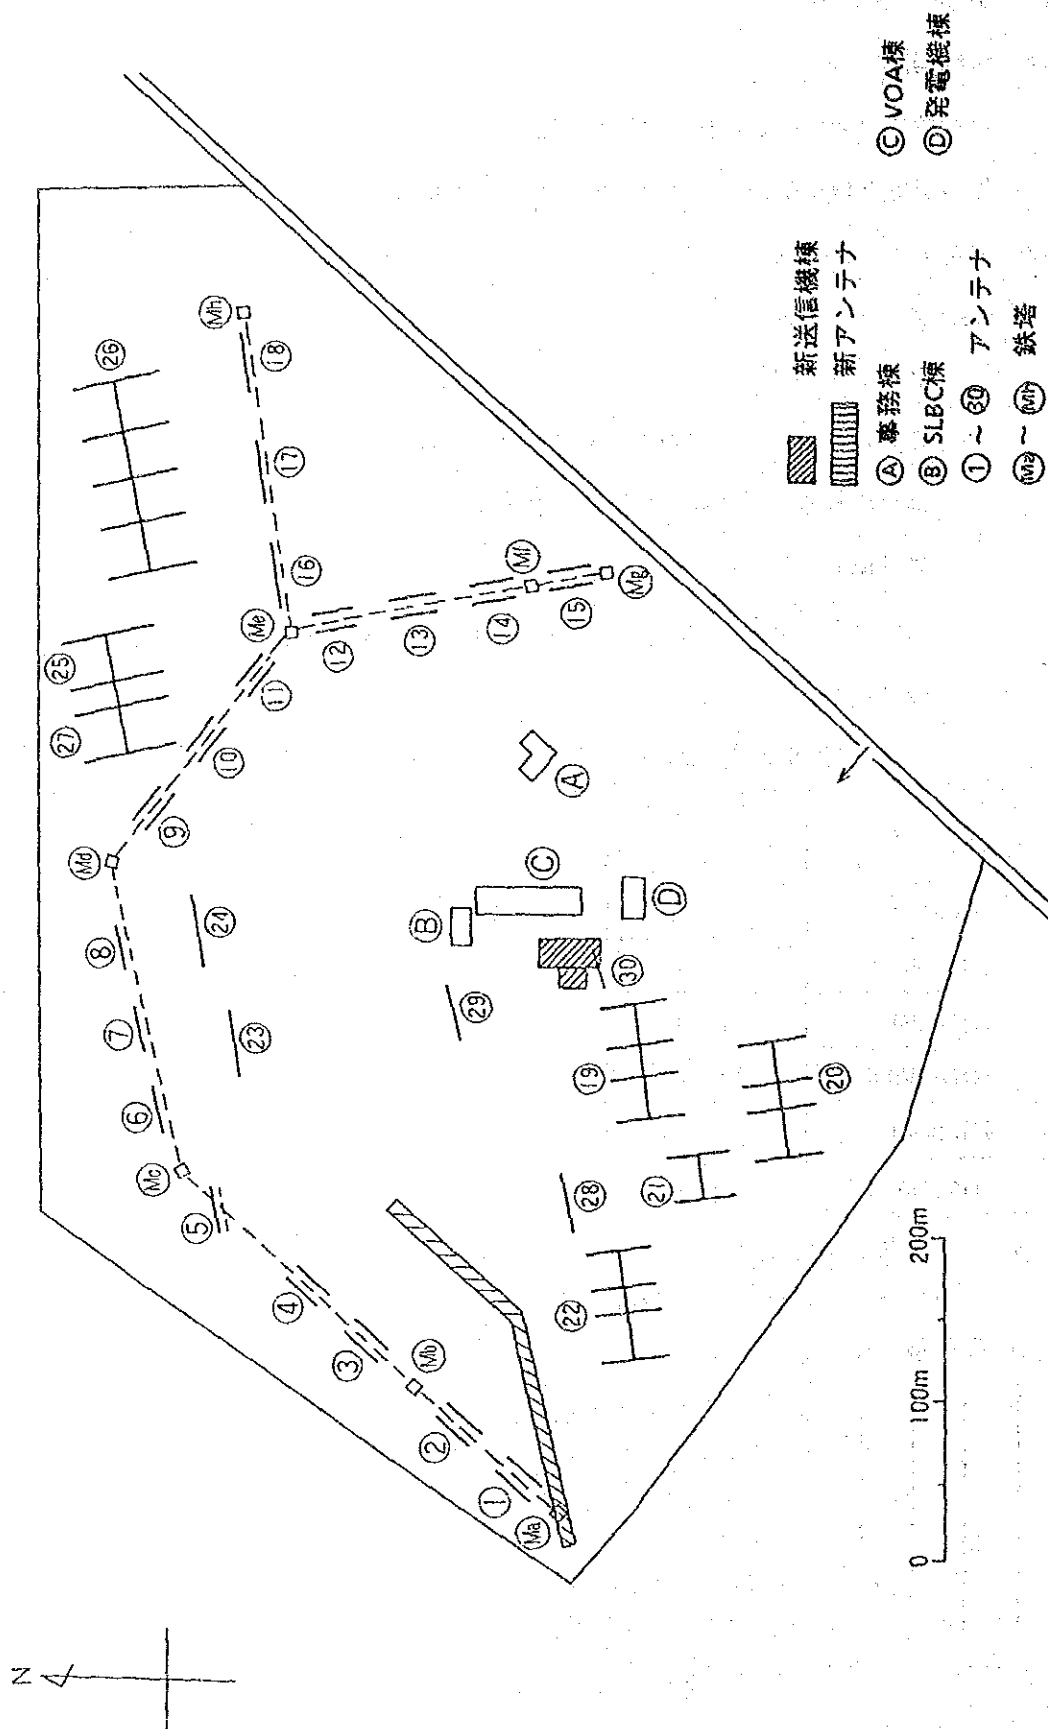 N
㉖
㉕
㉗
Mh
⑱
⑰
⑯
Me
⑪
⑩
⑨
Md
⑧
⑦
⑥
Mc
⑤
④
③
Mb
②
①
Ma
⑫
⑬
⑭
Mf
⑮
Mg
㉔
㉓
Ⓐ
Ⓑ
Ⓒ
Ⓓ
㉚
㉙
⑲
⑳
㉑
㉘
㉒
0 100m 200m
新送信機棟
新アンテナ
Ⓐ 事務棟
Ⓑ SLBC棟
①～㉚ アンテナ
Ma～Mh 鉄塔
Ⓒ VOA棟
Ⓓ 発電機棟